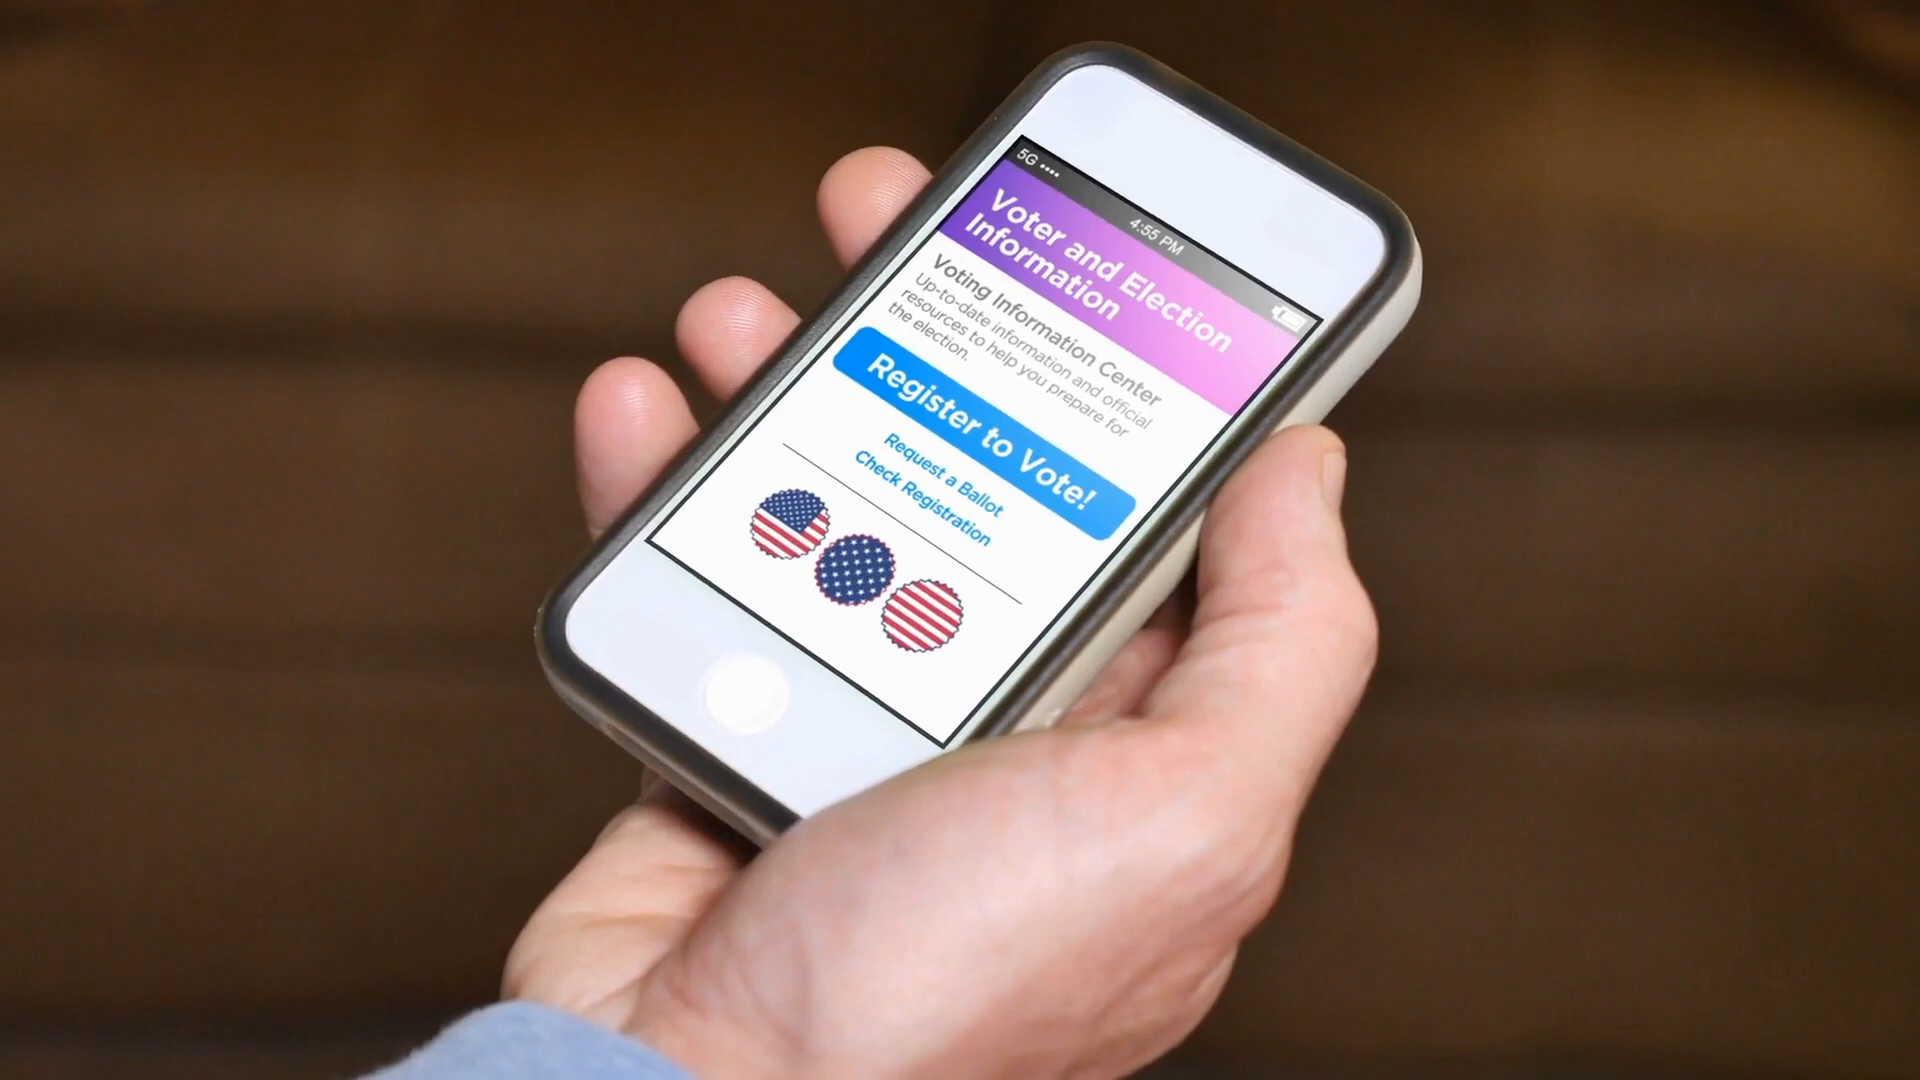 5G
4:55 PM
Voter and Election
Information
Voting Information Center
Up-to-date information and official
resources to help you prepare for
the election.
Register to Vote!
Request a Ballot
Check Registration